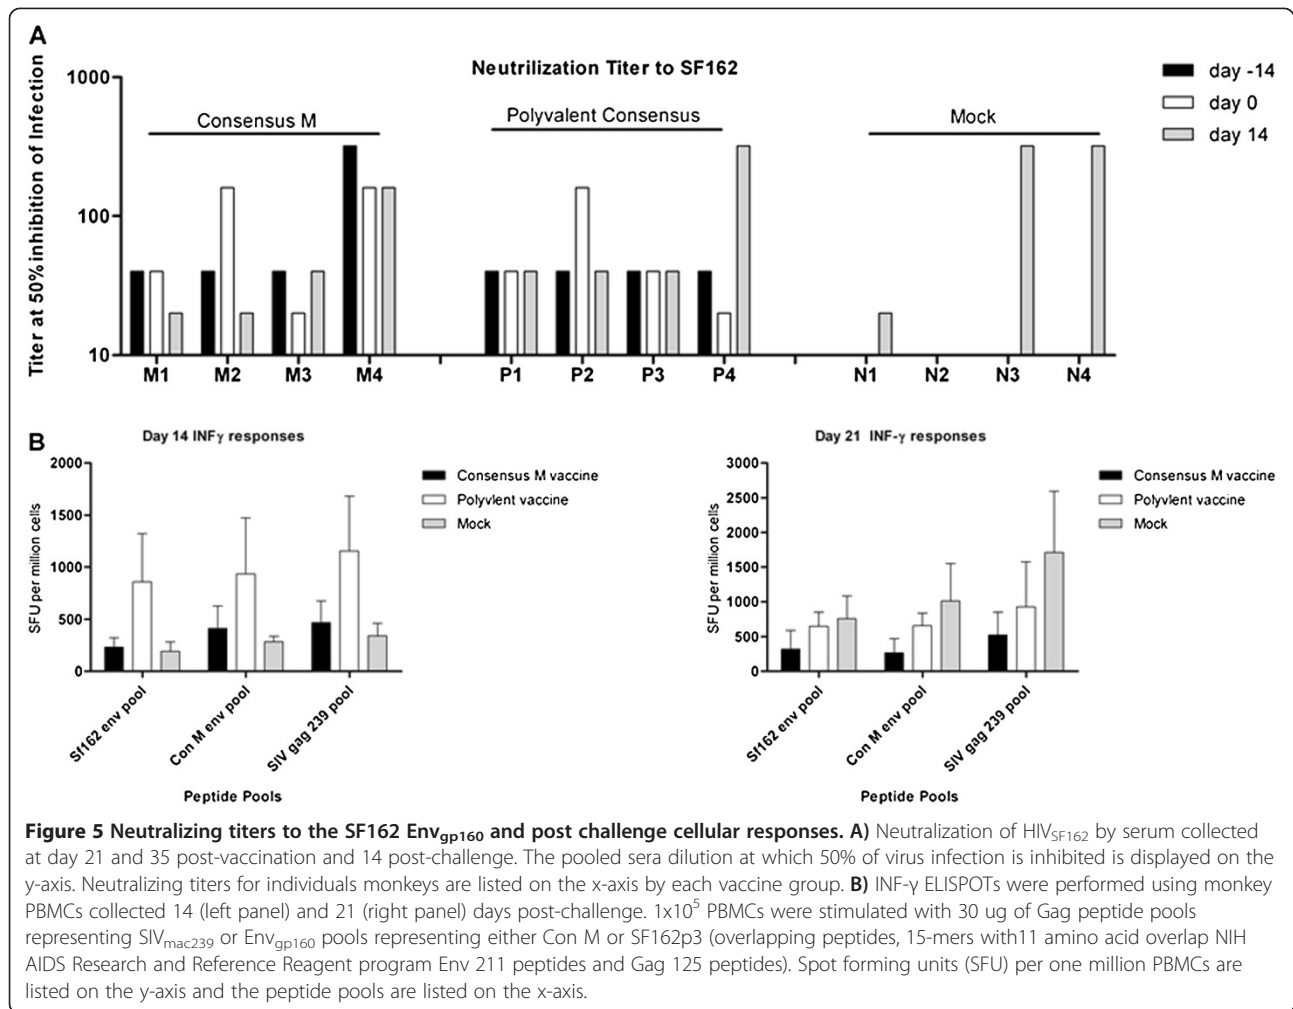 A
Neutrilization Titer to SF162
day -14
day 0
day 14
Titer at 50% inhibition of Infection
1000
100
10
Consensus M
Polyvalent Consensus
Mock
M1 M2 M3 M4 P1 P2 P3 P4 N1 N2 N3 N4
B
Day 14 INFγ responses
SFU per million cells
2000
1500
1000
500
0
Consensus M vaccine
Polyvlent vaccine
Mock
Sf162 env pool
Con M env pool
SIV gag 239 pool
Peptide Pools
Day 21 INF-γ responses
SFU per million cells
3000
2500
2000
1500
1000
500
0
Consensus M vaccine
Polyvlent vaccine
Mock
Sf162 env pool
Con M env pool
SIV gag 239 pool
Peptide Pools
Figure 5 Neutralizing titers to the SF162 Envgp160 and post challenge cellular responses. A) Neutralization of HIVSF162 by serum collected
at day 21 and 35 post-vaccination and 14 post-challenge. The pooled sera dilution at which 50% of virus infection is inhibited is displayed on the
y-axis. Neutralizing titers for individuals monkeys are listed on the x-axis by each vaccine group. B) INF-γ ELISPOTs were performed using monkey
PBMCs collected 14 (left panel) and 21 (right panel) days post-challenge. 1x10⁵ PBMCs were stimulated with 30 ug of Gag peptide pools
representing SIVmac239 or Envgp160 pools representing either Con M or SF162p3 (overlapping peptides, 15-mers with11 amino acid overlap NIH
AIDS Research and Reference Reagent program Env 211 peptides and Gag 125 peptides). Spot forming units (SFU) per one million PBMCs are
listed on the y-axis and the peptide pools are listed on the x-axis.